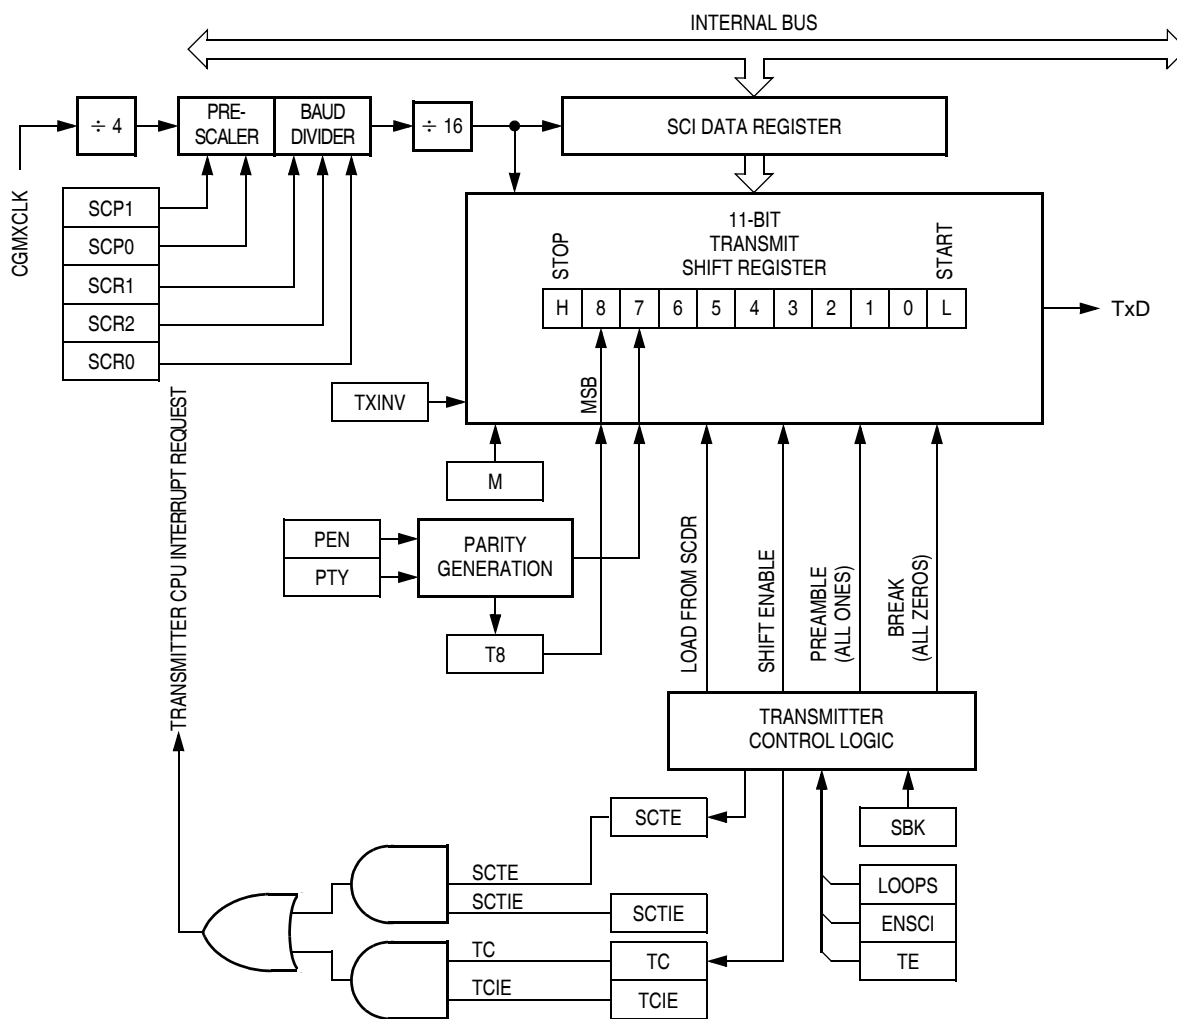 INTERNAL BUS
÷ 4
PRE-
SCALER
BAUD
DIVIDER
÷ 16
SCI DATA REGISTER
CGMXCLK
SCP1
SCP0
SCR1
SCR2
SCR0
11-BIT
TRANSMIT
SHIFT REGISTER
STOP
START
H 8 7 6 5 4 3 2 1 0 L
TxD
MSB
TXINV
M
PEN
PTY
PARITY
GENERATION
T8
TRANSMITTER CPU INTERRUPT REQUEST
LOAD FROM SCDR
SHIFT ENABLE
PREAMBLE
(ALL ONES)
BREAK
(ALL ZEROS)
TRANSMITTER
CONTROL LOGIC
SCTE
SBK
SCTE
SCTIE
SCTIE
LOOPS
ENSCI
TE
TC
TC
TCIE
TCIE